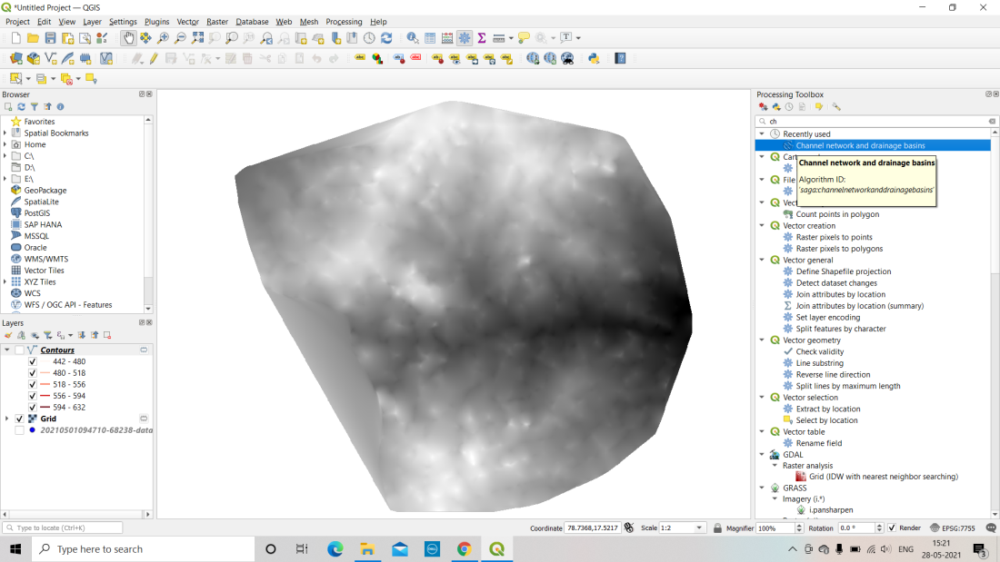 *Untitled Project — QGIS
Project Edit View Layer Settings Plugins Vector Raster Database Web Mesh Processing Help
Browser
Favorites
Spatial Bookmarks
Home
C:\
D:\
E:\
GeoPackage
SpatiaLite
PostGIS
SAP HANA
MSSQL
Oracle
WMS/WMTS
Vector Tiles
XYZ Tiles
WCS
WFS / OGC API - Features
Layers
Contours
442 - 480
480 - 518
518 - 556
556 - 594
594 - 632
Grid
20210501094710-68238-data
Processing Toolbox
ch
Recently used
Channel network and drainage basins
Channel network and drainage basins
Algorithm ID:
'saga:channelnetworkanddrainagebasins'
File
Count points in polygon
Vector creation
Raster pixels to points
Raster pixels to polygons
Vector general
Define Shapefile projection
Detect dataset changes
Join attributes by location
Join attributes by location (summary)
Set layer encoding
Split features by character
Vector geometry
Check validity
Line substring
Reverse line direction
Split lines by maximum length
Vector selection
Extract by location
Select by location
Vector table
Rename field
GDAL
Raster analysis
Grid (IDW with nearest neighbor searching)
GRASS
Imagery (i.*)
i.pansharpen
Type to locate (Ctrl+K)
Coordinate 78.7368,17.5217 Scale 1:2 Magnifier 100% Rotation 0.0 ° Render EPSG:7755
Type here to search
ENG
15:21
28-05-2021
3